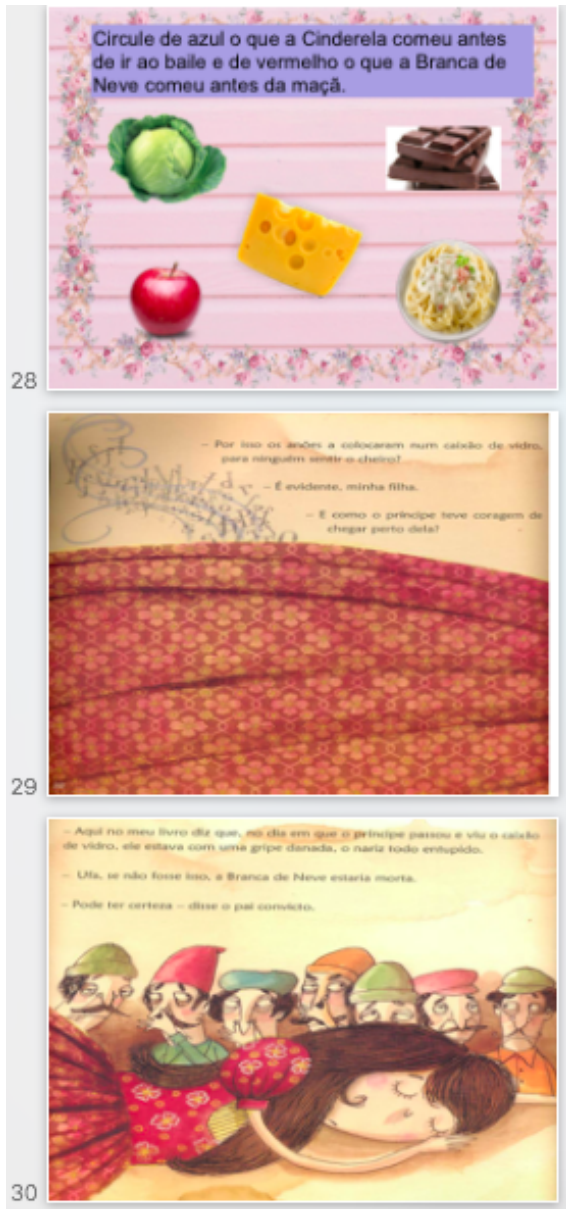 Circule de azul o que a Cinderela comeu antes
de ir ao baile e de vermelho o que a Branca de
Neve comeu antes da maçã.
28
– Por isso os anões a colocaram num caixão de vidro,
para ninguém sentir o cheiro?
– É evidente, minha filha.
– E como o príncipe teve coragem de
chegar perto dela?
29
– Aqui no meu livro diz que, no dia em que o príncipe passou e viu o caixão
de vidro, ele estava com uma gripe danada, o nariz todo entupido.
– Ufa, se não fosse isso, a Branca de Neve estaria morta.
– Pode ter certeza – disse o pai convicto.
30